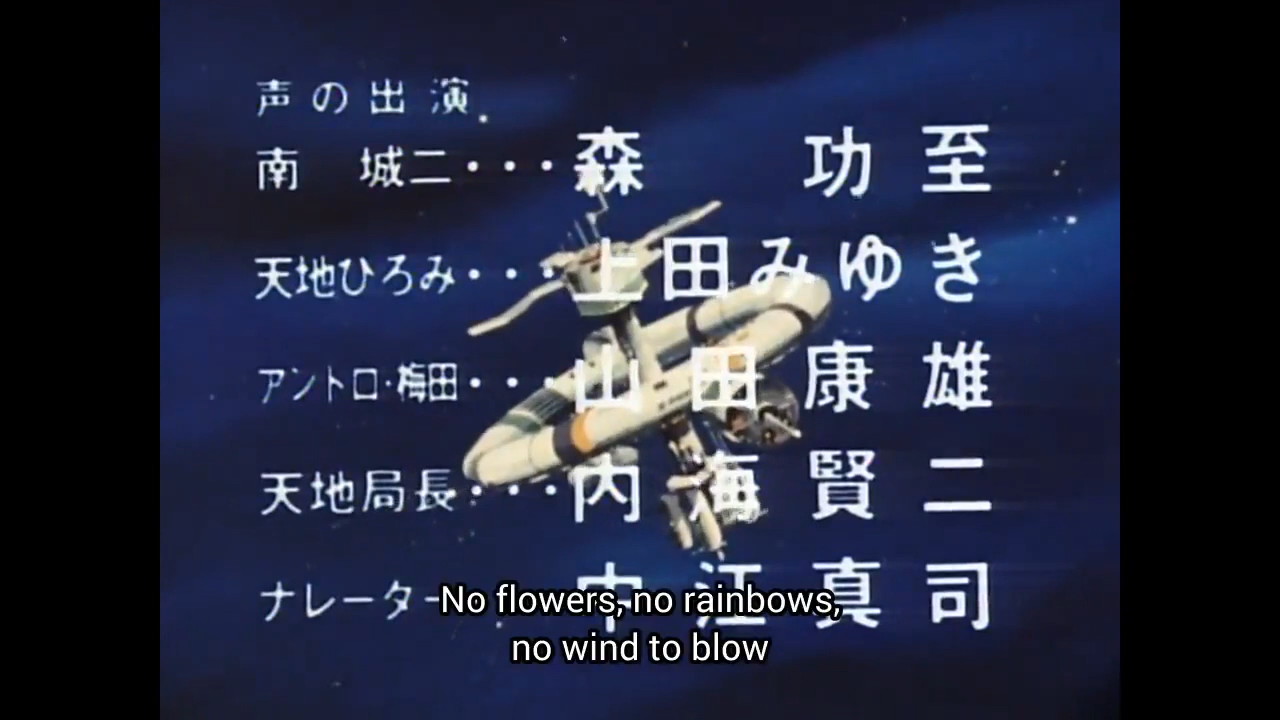 声の出演
南 城二・・・森 功至
天地ひろみ・・・上田みゆき
アントロ・梅田・・・山田康雄
天地局長・・・内海賢二
ナレーター 中江真司
No flowers, no rainbows,
no wind to blow